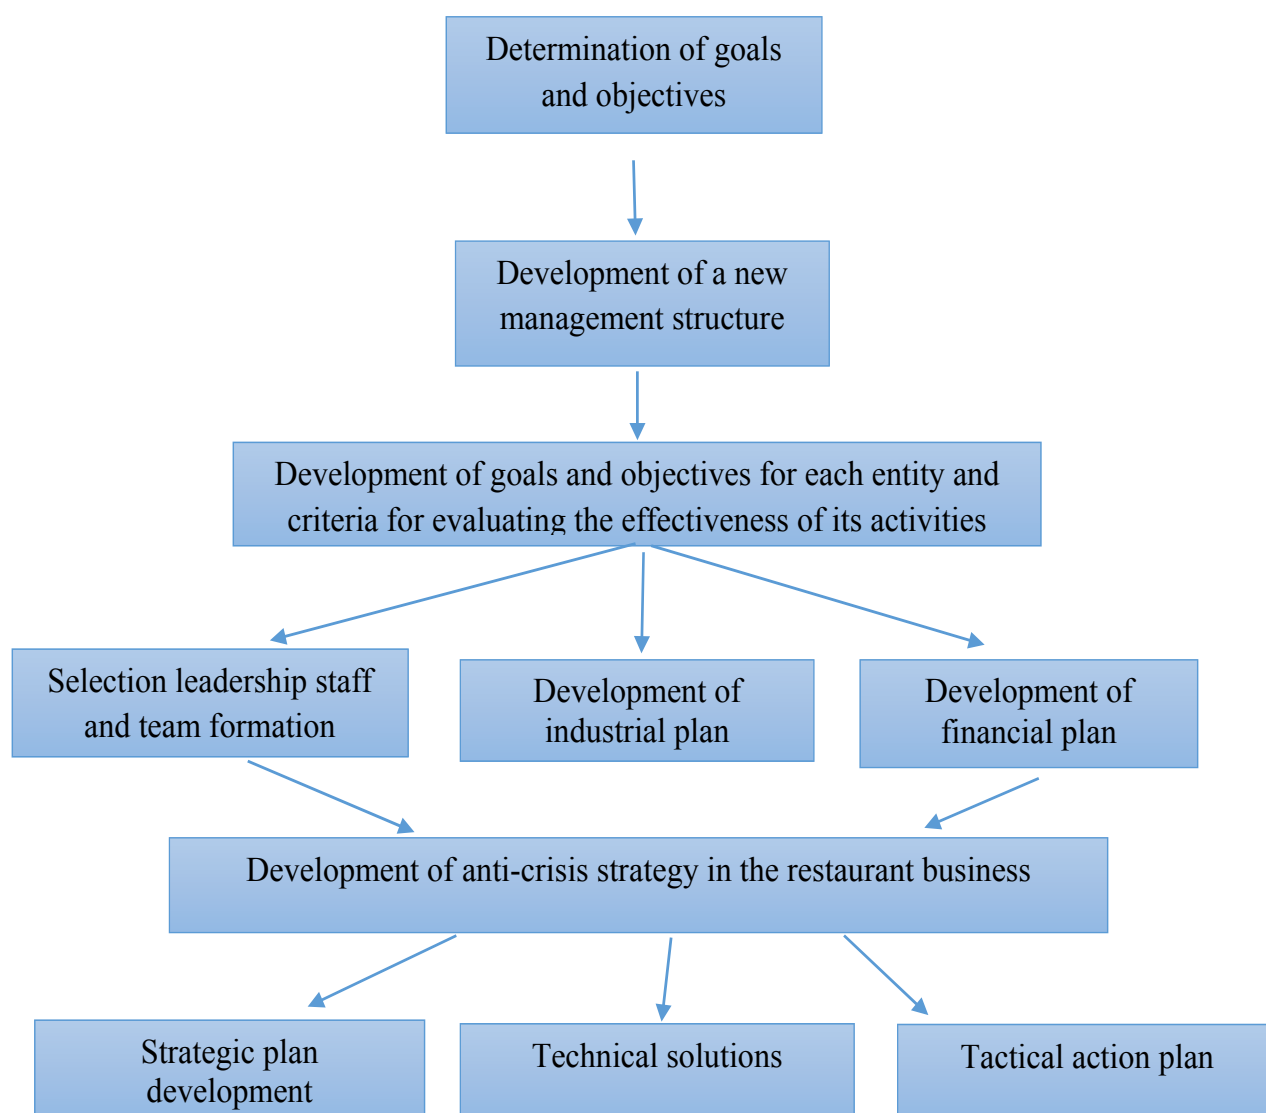 Determination of goals
and objectives
Development of a new
management structure
Development of goals and objectives for each entity and
criteria for evaluating the effectiveness of its activities
Selection leadership staff
and team formation
Development of
industrial plan
Development of
financial plan
Development of anti-crisis strategy in the restaurant business
Strategic plan
development
Technical solutions
Tactical action plan